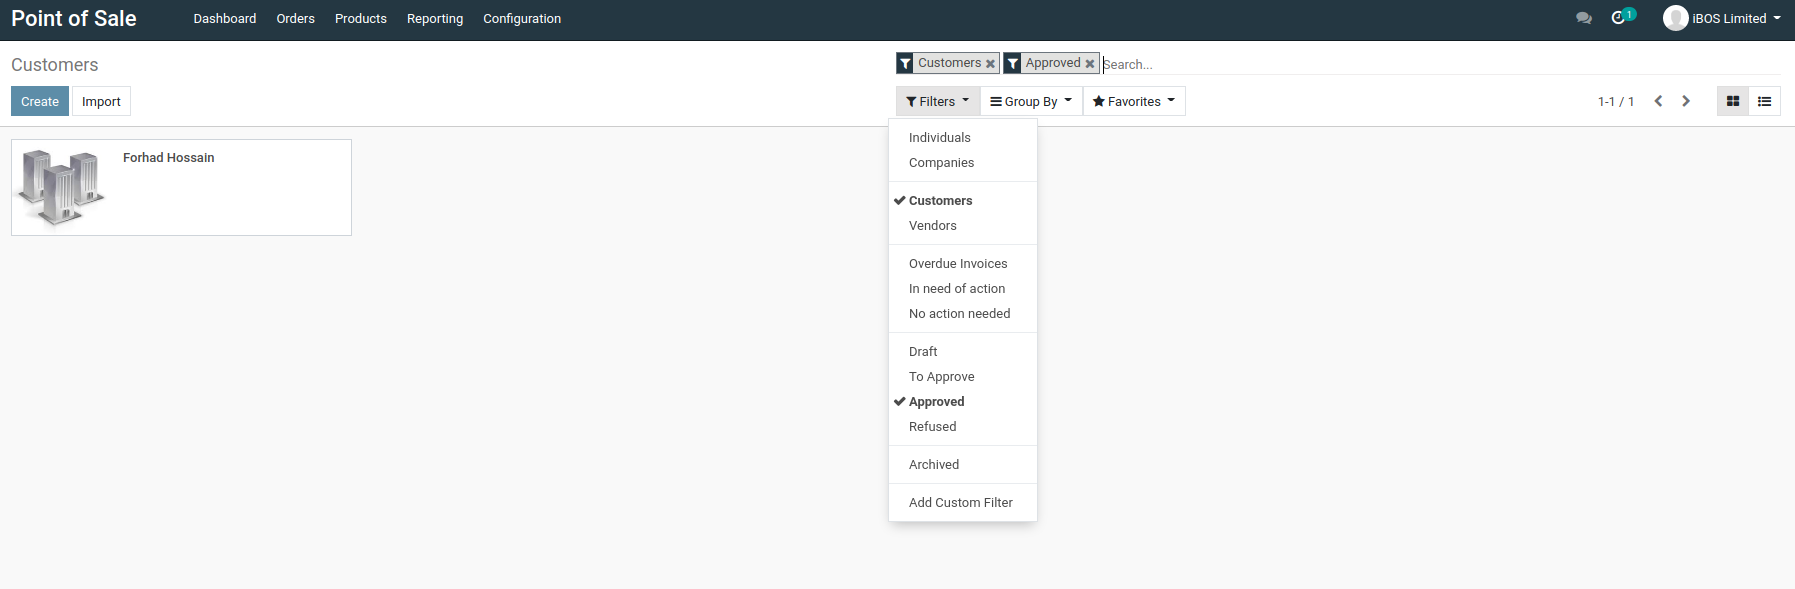 Point of Sale Dashboard Orders Products Reporting Configuration 1 iBOS Limited
Customers
Customers Approved Search...
Create Import
Filters Group By Favorites 1-1 / 1
Forhad Hossain
Individuals
Companies
Customers
Vendors
Overdue Invoices
In need of action
No action needed
Draft
To Approve
Approved
Refused
Archived
Add Custom Filter